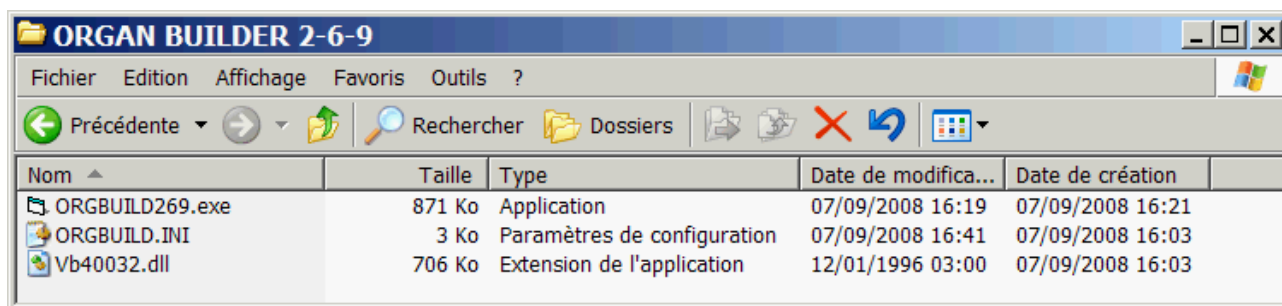 ORGAN BUILDER 2-6-9
Fichier Edition Affichage Favoris Outils ?
Précédente Rechercher Dossiers
Nom Taille Type Date de modifica... Date de création
ORGBUILD269.exe 871 Ko Application 07/09/2008 16:19 07/09/2008 16:21
ORGBUILD.INI 3 Ko Paramètres de configuration 07/09/2008 16:41 07/09/2008 16:03
Vb40032.dll 706 Ko Extension de l'application 12/01/1996 03:00 07/09/2008 16:03